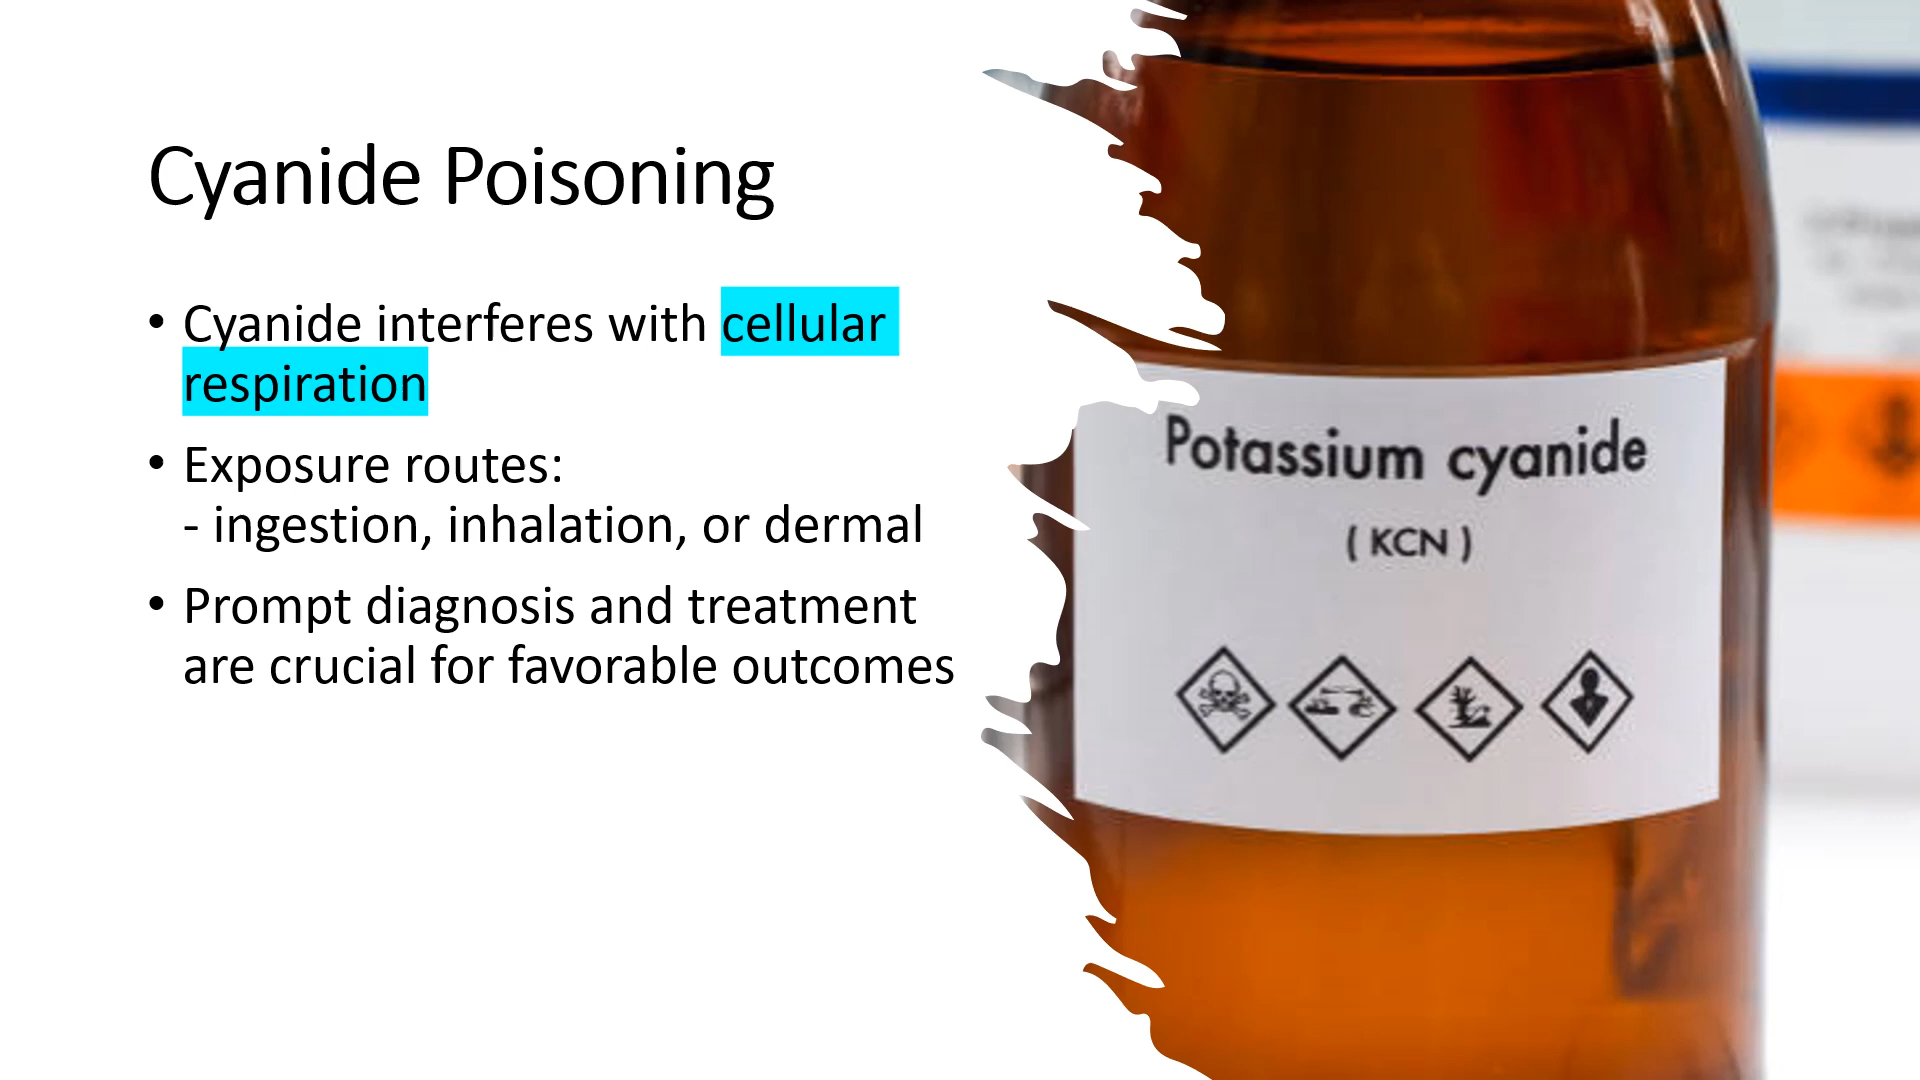 Cyanide Poisoning
• Cyanide interferes with cellular
respiration
• Exposure routes:
- ingestion, inhalation, or dermal
• Prompt diagnosis and treatment
are crucial for favorable outcomes
Potassium cyanide
( KCN )